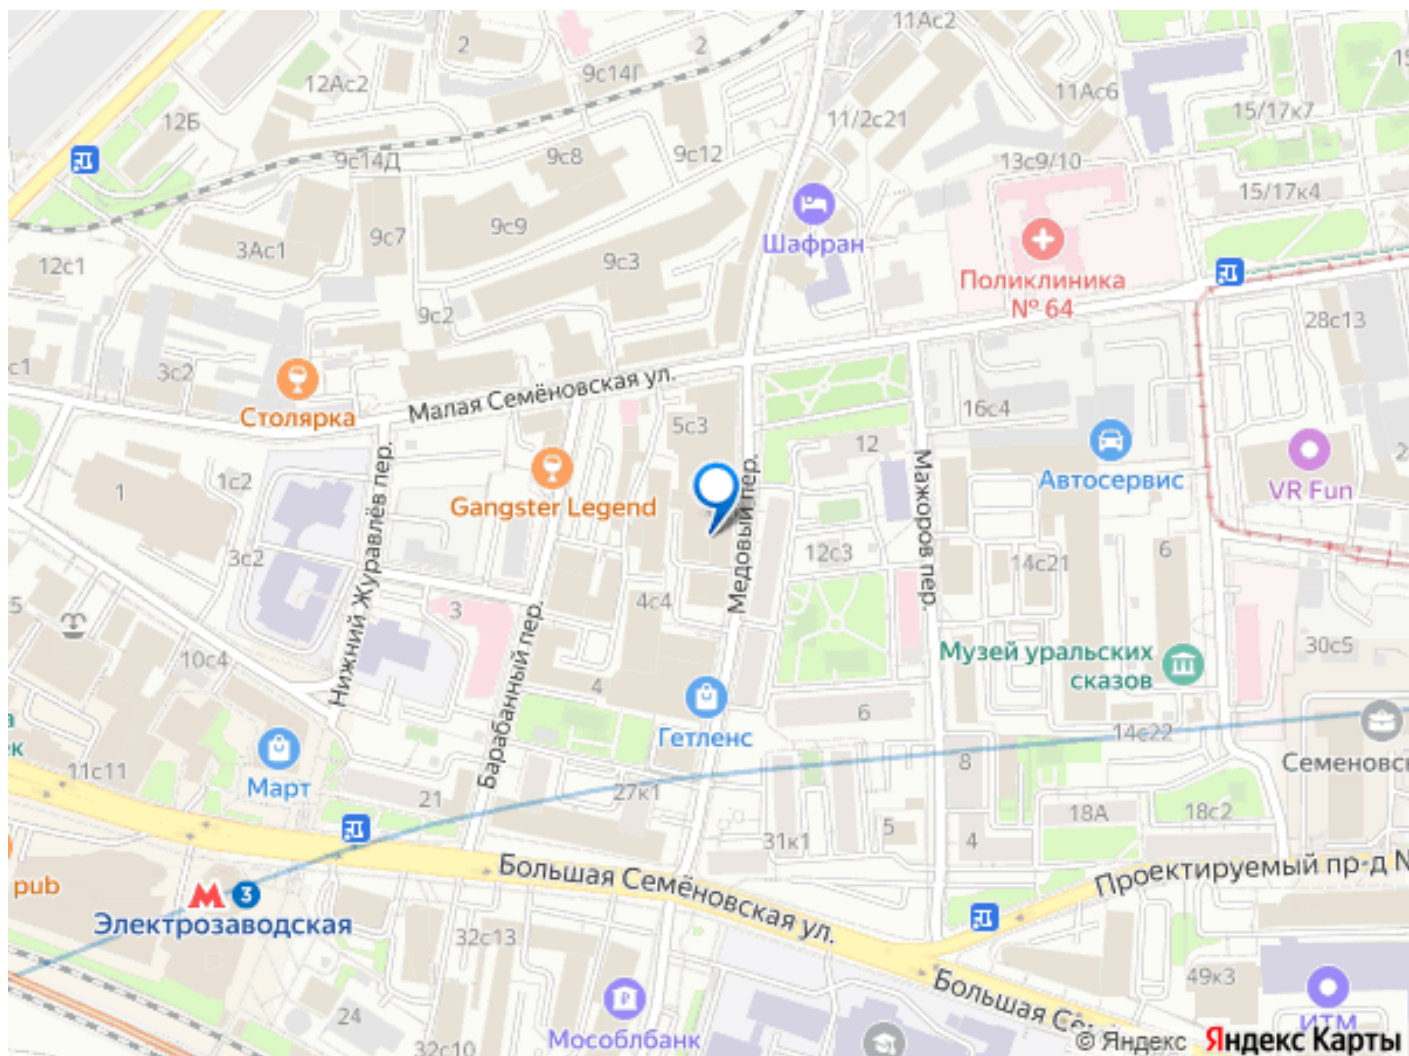 11Ас2
2
2
9с14Г
12Ас2
11Ас6
15/17к7
12Б
11/2с21
9с14Д
9с8
9с12
13с9/10
15/17к4
9с9
9с7
3Ас1
Шафран
9с3
12с1
Поликлиника
№ 64
9с2
28с13
3с2
Столярка
Малая Семёновская ул.
16с4
5с3
12
Автосервис
Gangster Legend
VR Fun
1
1с2
Нижний Журавлёв пер.
Медовый пер.
Мажоров пер.
12с3
6
3с2
14с21
3
4с4
Барабанный пер.
Музей уральских
сказов
30с5
10с4
4
6
Гетленс
14с22
11с11
Март
21
27к1
8
Семеновск
18А
18с2
31к1
5
4
Большая Семёновская ул.
Проектируемый пр-д N
pub
3
Электрозаводская
32с13
49к3
Большая Се
24
32с10
Мособлбанк
ИТМ
© Яндекс Яндекс Карты